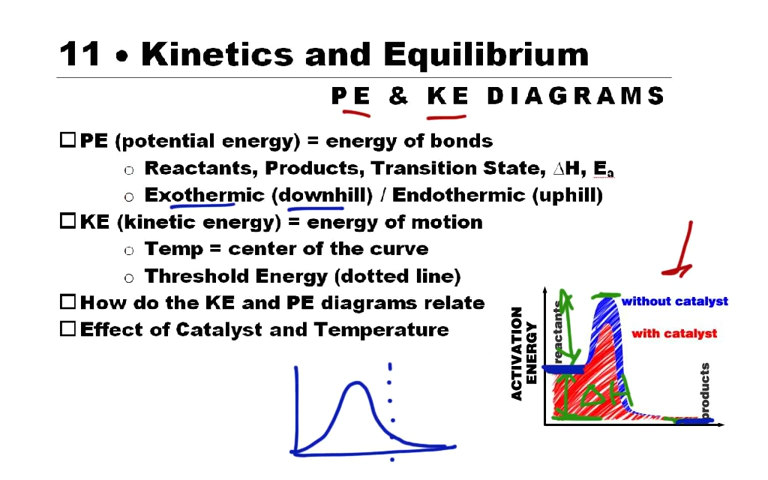 11 • Kinetics and Equilibrium
PE & KE DIAGRAMS
PE (potential energy) = energy of bonds
Reactants, Products, Transition State, ΔH, Ea
Exothermic (downhill) / Endothermic (uphill)
KE (kinetic energy) = energy of motion
Temp = center of the curve
Threshold Energy (dotted line)
How do the KE and PE diagrams relate
Effect of Catalyst and Temperature
ACTIVATION
ENERGY
reactants
without catalyst
with catalyst
ΔH
products